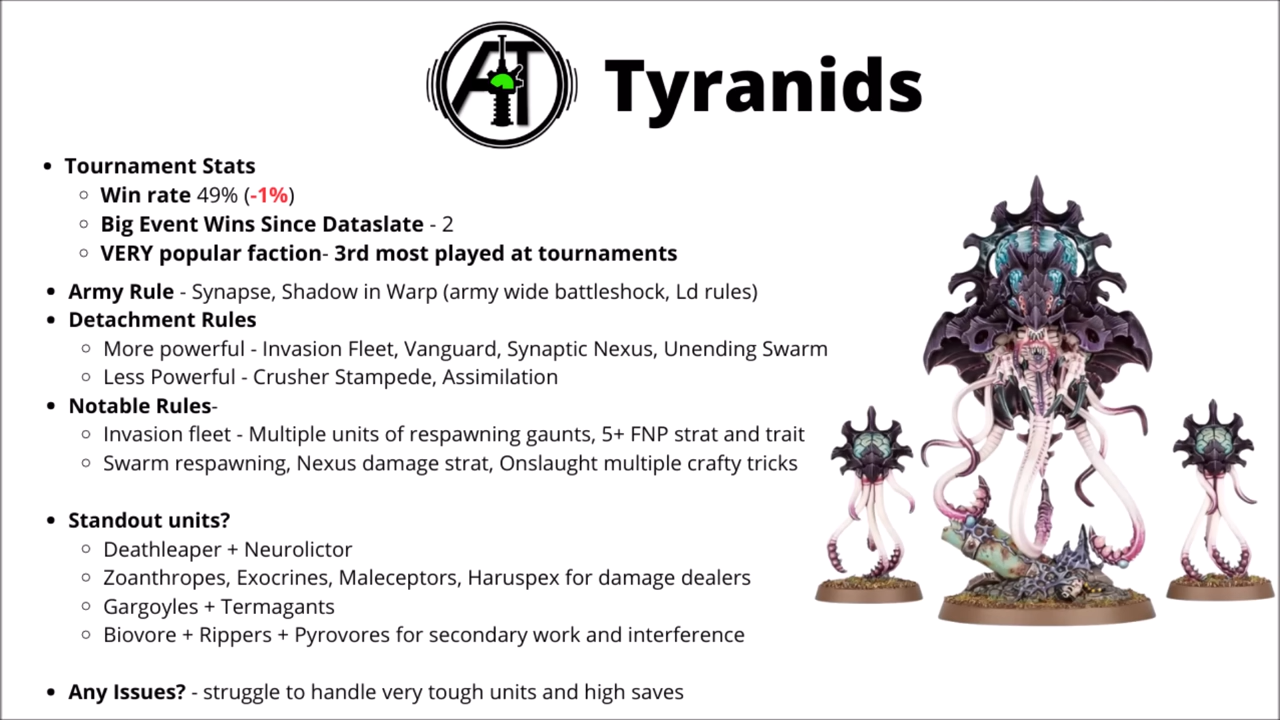 AT
Tyranids
• Tournament Stats
○ Win rate 49% (-1%)
○ Big Event Wins Since Dataslate - 2
○ VERY popular faction- 3rd most played at tournaments
• Army Rule - Synapse, Shadow in Warp (army wide battleshock, Ld rules)
• Detachment Rules
○ More powerful - Invasion Fleet, Vanguard, Synaptic Nexus, Unending Swarm
○ Less Powerful - Crusher Stampede, Assimilation
• Notable Rules-
○ Invasion fleet - Multiple units of respawning gaunts, 5+ FNP strat and trait
○ Swarm respawning, Nexus damage strat, Onslaught multiple crafty tricks
• Standout units?
○ Deathleaper + Neurolictor
○ Zoanthropes, Exocrines, Maleceptors, Haruspex for damage dealers
○ Gargoyles + Termagants
○ Biovore + Rippers + Pyrovores for secondary work and interference
• Any Issues? - struggle to handle very tough units and high saves